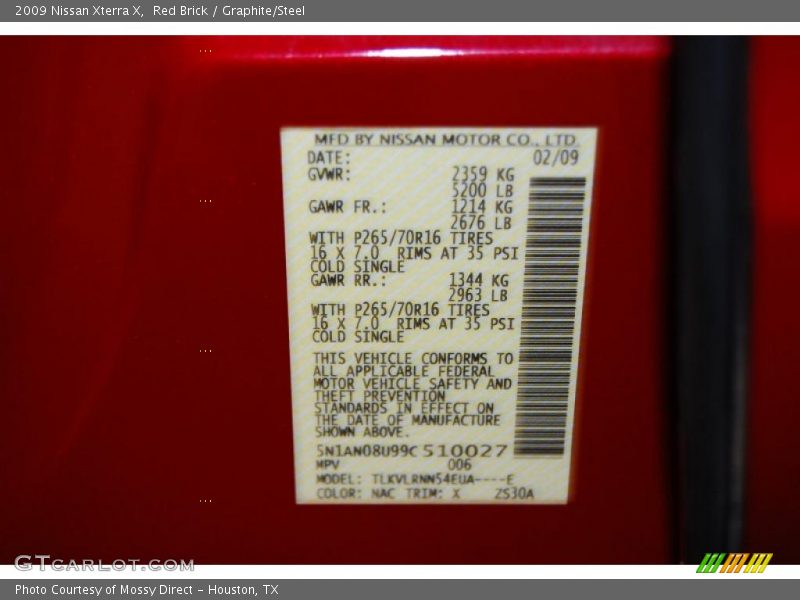 2009 Nissan Xterra X,  Red Brick / Graphite/Steel
MFD BY NISSAN MOTOR CO., LTD.
DATE: 02/09
GVWR: 2359 KG
5200 LB
GAWR FR.: 1214 KG
2676 LB
WITH P265/70R16 TIRES
16 X 7.0 RIMS AT 35 PSI
COLD SINGLE
GAWR RR.: 1344 KG
2963 LB
WITH P265/70R16 TIRES
16 X 7.0 RIMS AT 35 PSI
COLD SINGLE
THIS VEHICLE CONFORMS TO
ALL APPLICABLE FEDERAL
MOTOR VEHICLE SAFETY AND
THEFT PREVENTION
STANDARDS IN EFFECT ON
THE DATE OF MANUFACTURE
SHOWN ABOVE.
5N1AN08U99C510027
MPV 006
MODEL: TLKVLRNN54EUA----E
COLOR: NAC TRIM: X ZS30A
GTCarLot.com
Photo Courtesy of Mossy Direct – Houston, TX